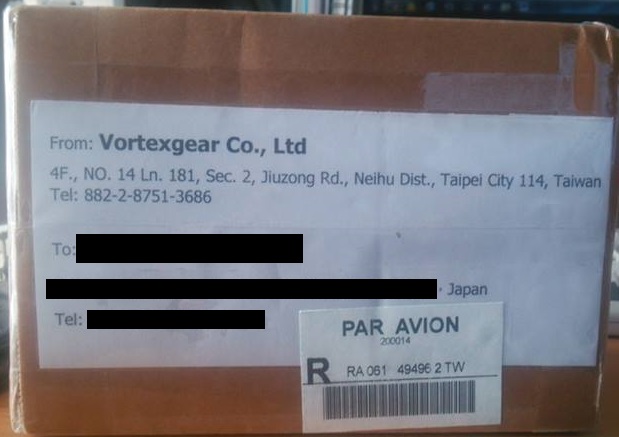 From: Vortexgear Co., Ltd
4F., NO. 14 Ln. 181, Sec. 2, Jiuzong Rd., Neihu Dist., Taipei City 114, Taiwan
Tel: 882-2-8751-3686
To:
Japan
Tel:
PAR AVION
200014
R RA 061 49496 2 TW